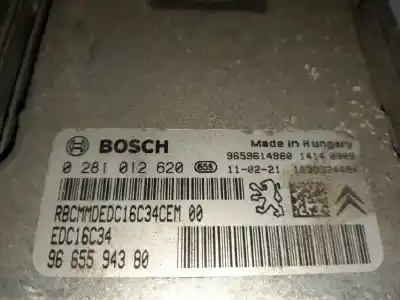 BOSCH
Made in Hungary
9659614980 1414 0909
0 281 012 620 658 11-02-21
RBCMMDEDC16C34CEM 00
EDC16C34
96 655 943 80